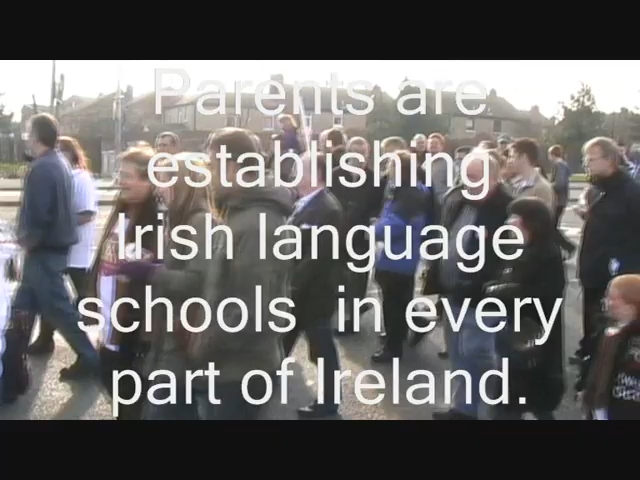 Parents are
establishing
Irish language
schools in every
part of Ireland.